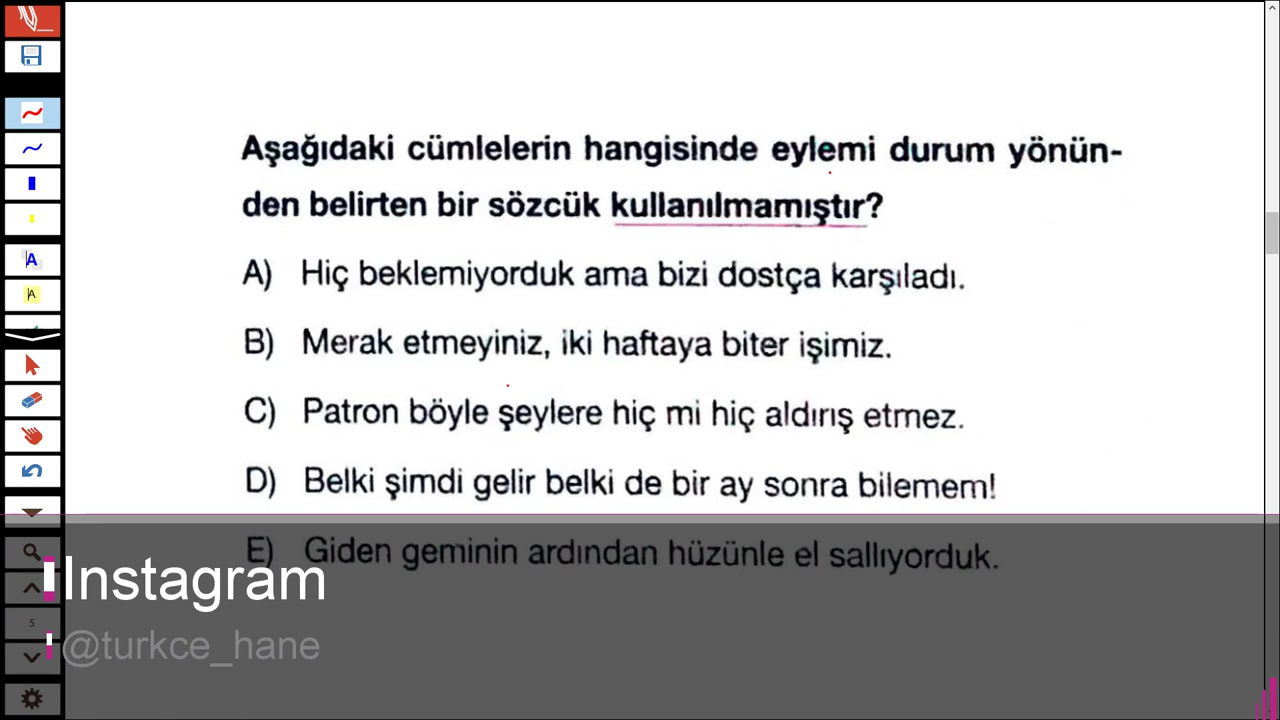 Aşağıdaki cümlelerin hangisinde eylemi durum yönün-
den belirten bir sözcük kullanılmamıştır?
A) Hiç beklemiyorduk ama bizi dostça karşıladı.
B) Merak etmeyiniz, iki haftaya biter işimiz.
C) Patron böyle şeylere hiç mi hiç aldırış etmez.
D) Belki şimdi gelir belki de bir ay sonra bilemem!
E) Giden geminin ardından hüzünle el sallıyorduk.
Instagram
@turkce_hane
A
A
5